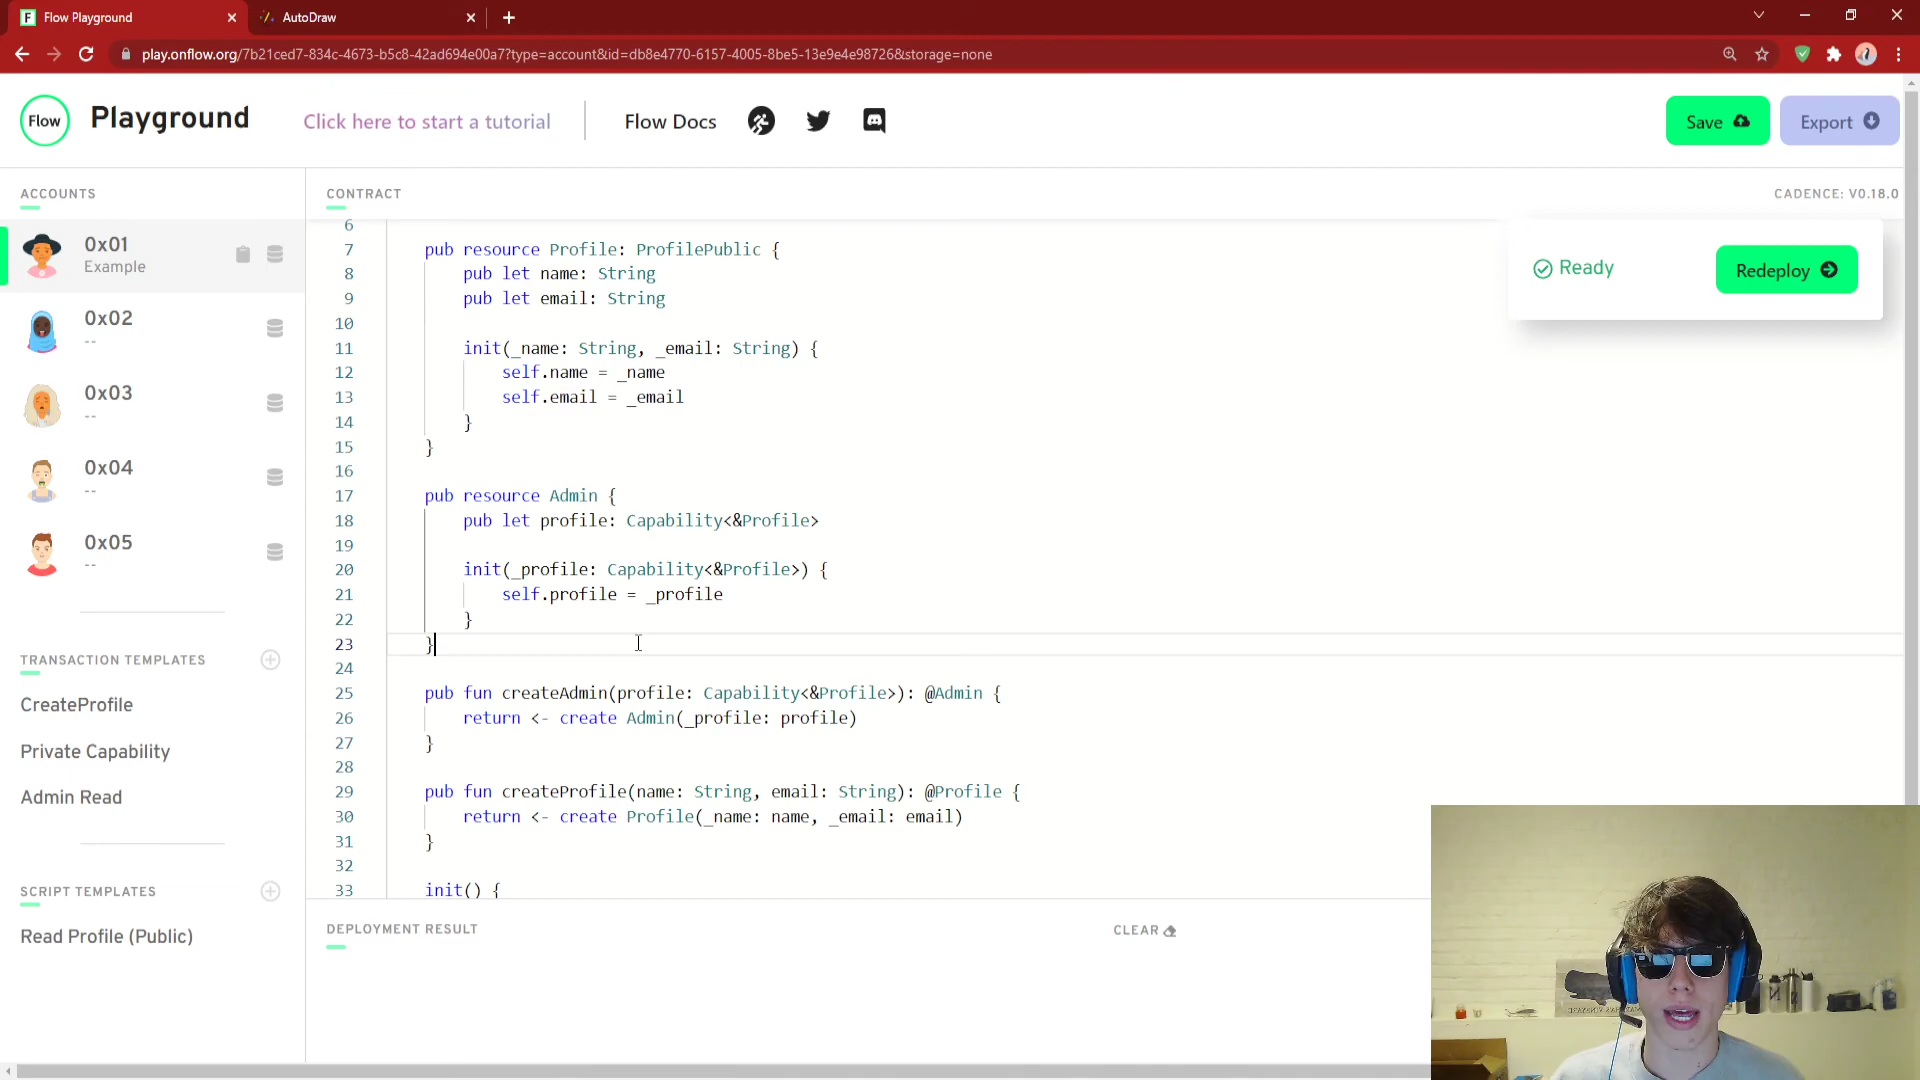 Flow Playground
AutoDraw
play.onflow.org/7b21ced7-834c-4673-b5c8-42ad694e00a7?type=account&id=db8e4770-6157-4005-8be5-13e9e4e98726&storage=none
Flow
Playground
Click here to start a tutorial
Flow Docs
Save
Export
ACCOUNTS
CONTRACT
CADENCE: V0.18.0
0x01
Example
0x02
--
0x03
--
0x04
--
0x05
--
TRANSACTION TEMPLATES
CreateProfile
Private Capability
Admin Read
SCRIPT TEMPLATES
Read Profile (Public)
Ready
Redeploy
6
7 pub resource Profile: ProfilePublic {
8 pub let name: String
9 pub let email: String
10
11 init(_name: String, _email: String) {
12 self.name = _name
13 self.email = _email
14 }
15 }
16
17 pub resource Admin {
18 pub let profile: Capability<&Profile>
19
20 init(_profile: Capability<&Profile>) {
21 self.profile = _profile
22 }
23 }
24
25 pub fun createAdmin(profile: Capability<&Profile>): @Admin {
26 return <- create Admin(_profile: profile)
27 }
28
29 pub fun createProfile(name: String, email: String): @Profile {
30 return <- create Profile(_name: name, _email: email)
31 }
32
33 init() {
DEPLOYMENT RESULT
CLEAR